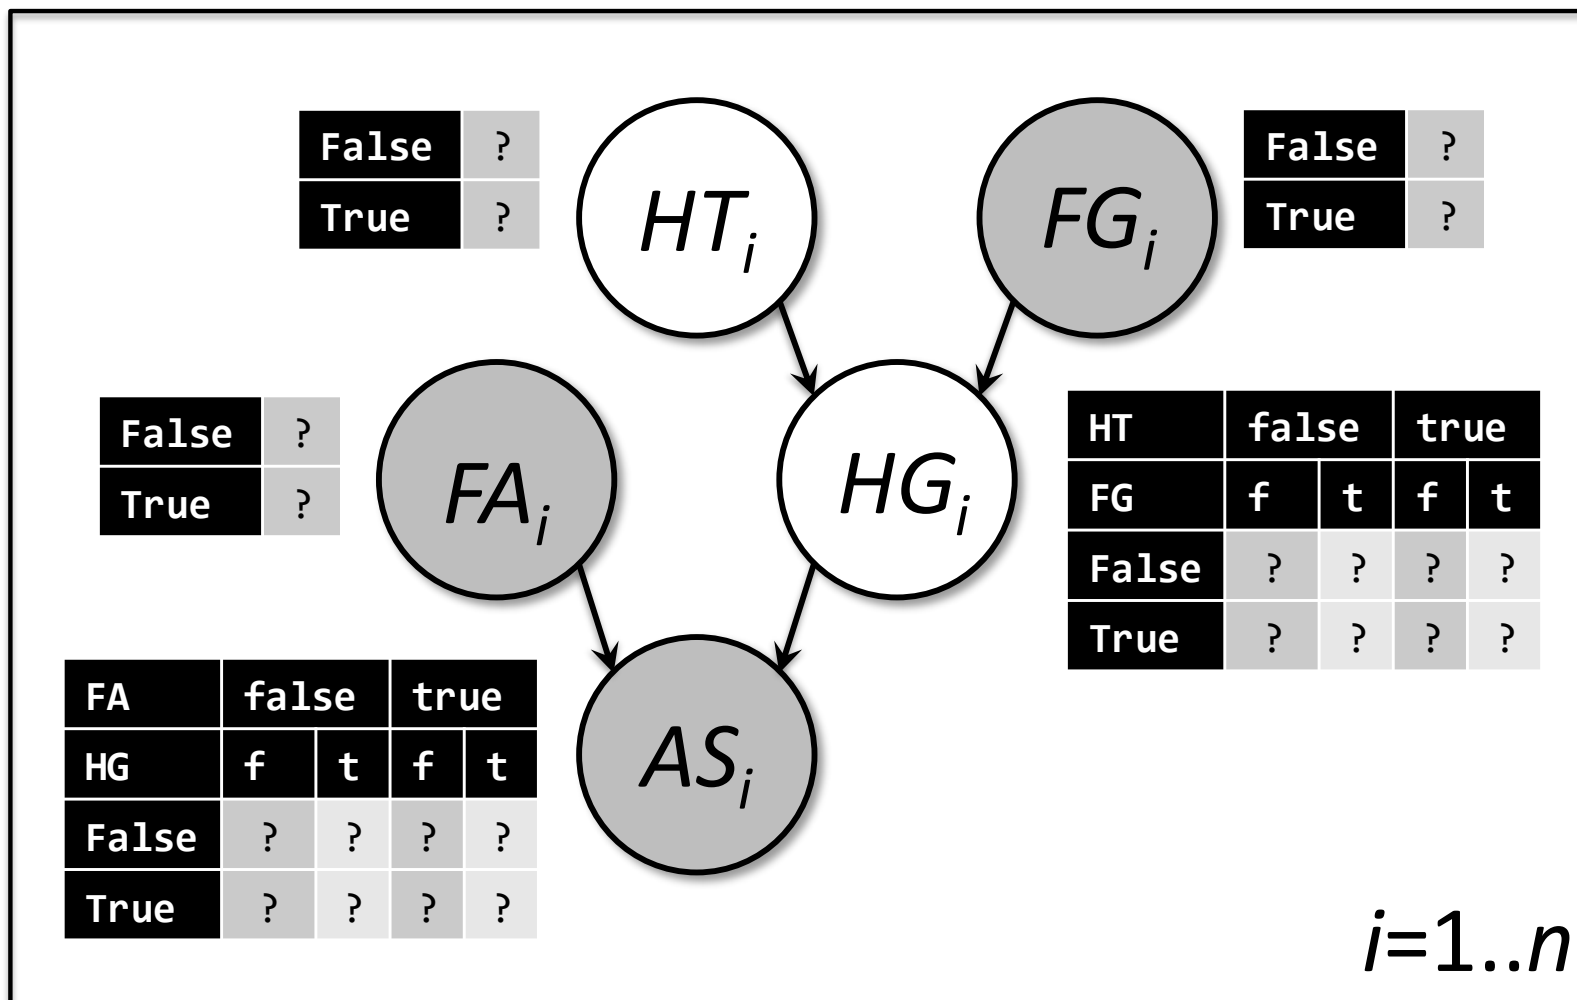 False ?
True ?
HT_i
FG_i
False ?
True ?
False ?
True ?
FA_i
HG_i
HT false true
FG f t f t
False ? ? ? ?
True ? ? ? ?
FA false true
HG f t f t
False ? ? ? ?
True ? ? ? ?
AS_i
i=1..n